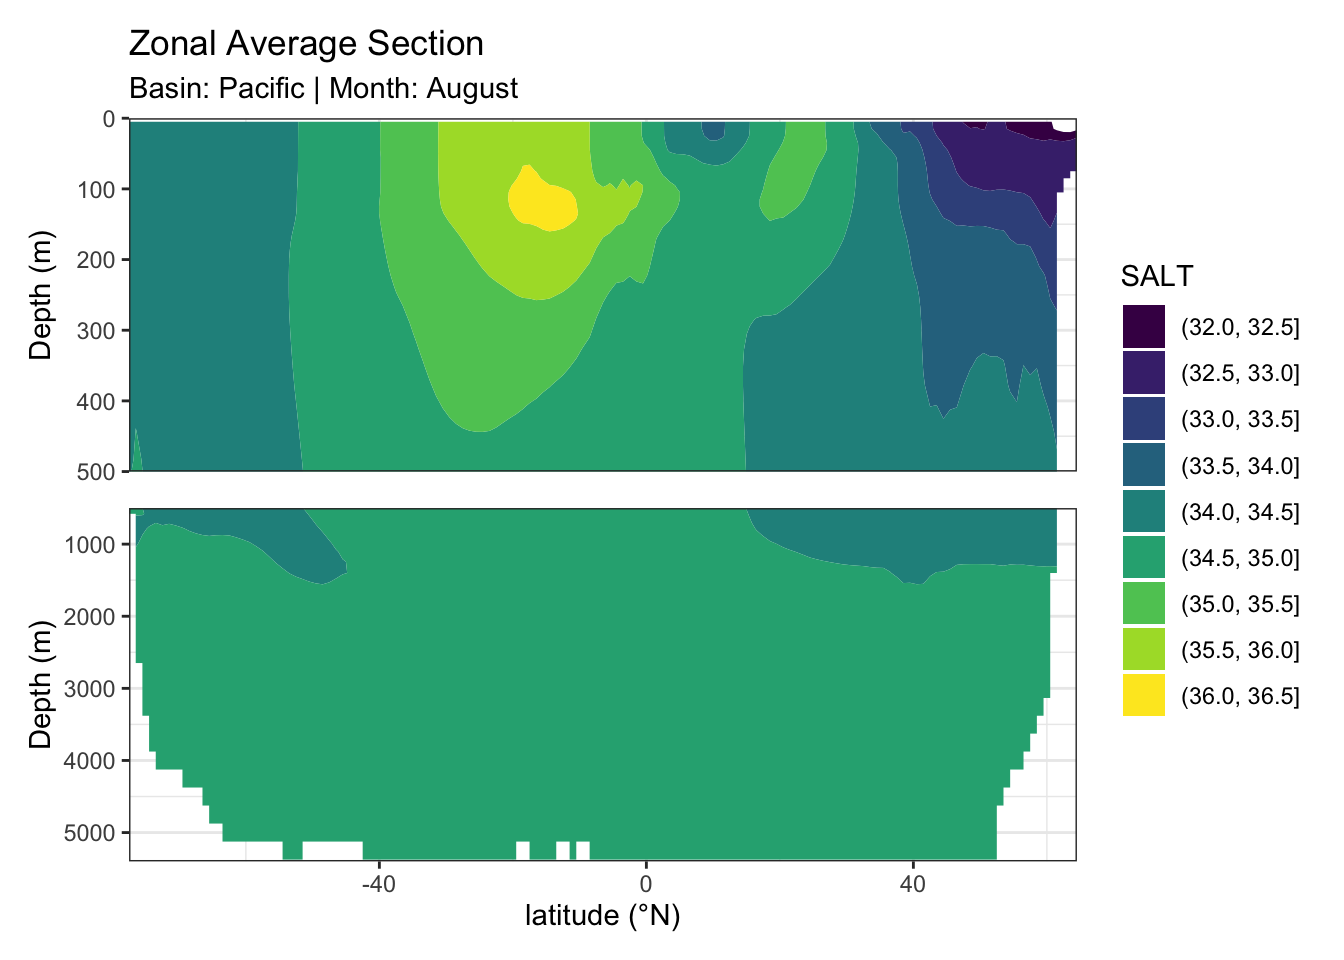 Zonal Average Section
Basin: Pacific | Month: August
0
100
200
300
400
500
Depth (m)
1000
2000
3000
4000
5000
Depth (m)
-40 0 40
latitude (°N)
SALT
(32.0, 32.5]
(32.5, 33.0]
(33.0, 33.5]
(33.5, 34.0]
(34.0, 34.5]
(34.5, 35.0]
(35.0, 35.5]
(35.5, 36.0]
(36.0, 36.5]